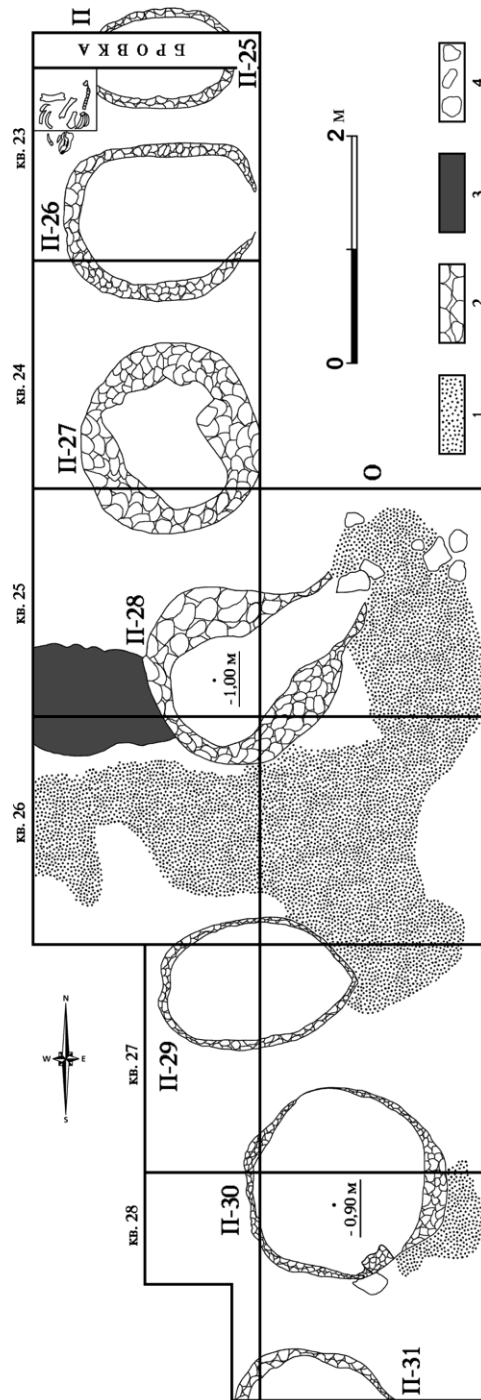 П
БРОВКА
П-25
кв. 23
П-26
кв. 24
П-27
кв. 25
П-28
-1,00 м
О
кв. 26
N
W E
S
кв. 27
П-29
кв. 28
П-30
- 0,90 м
П-31
0 2 м
1 2 3 4